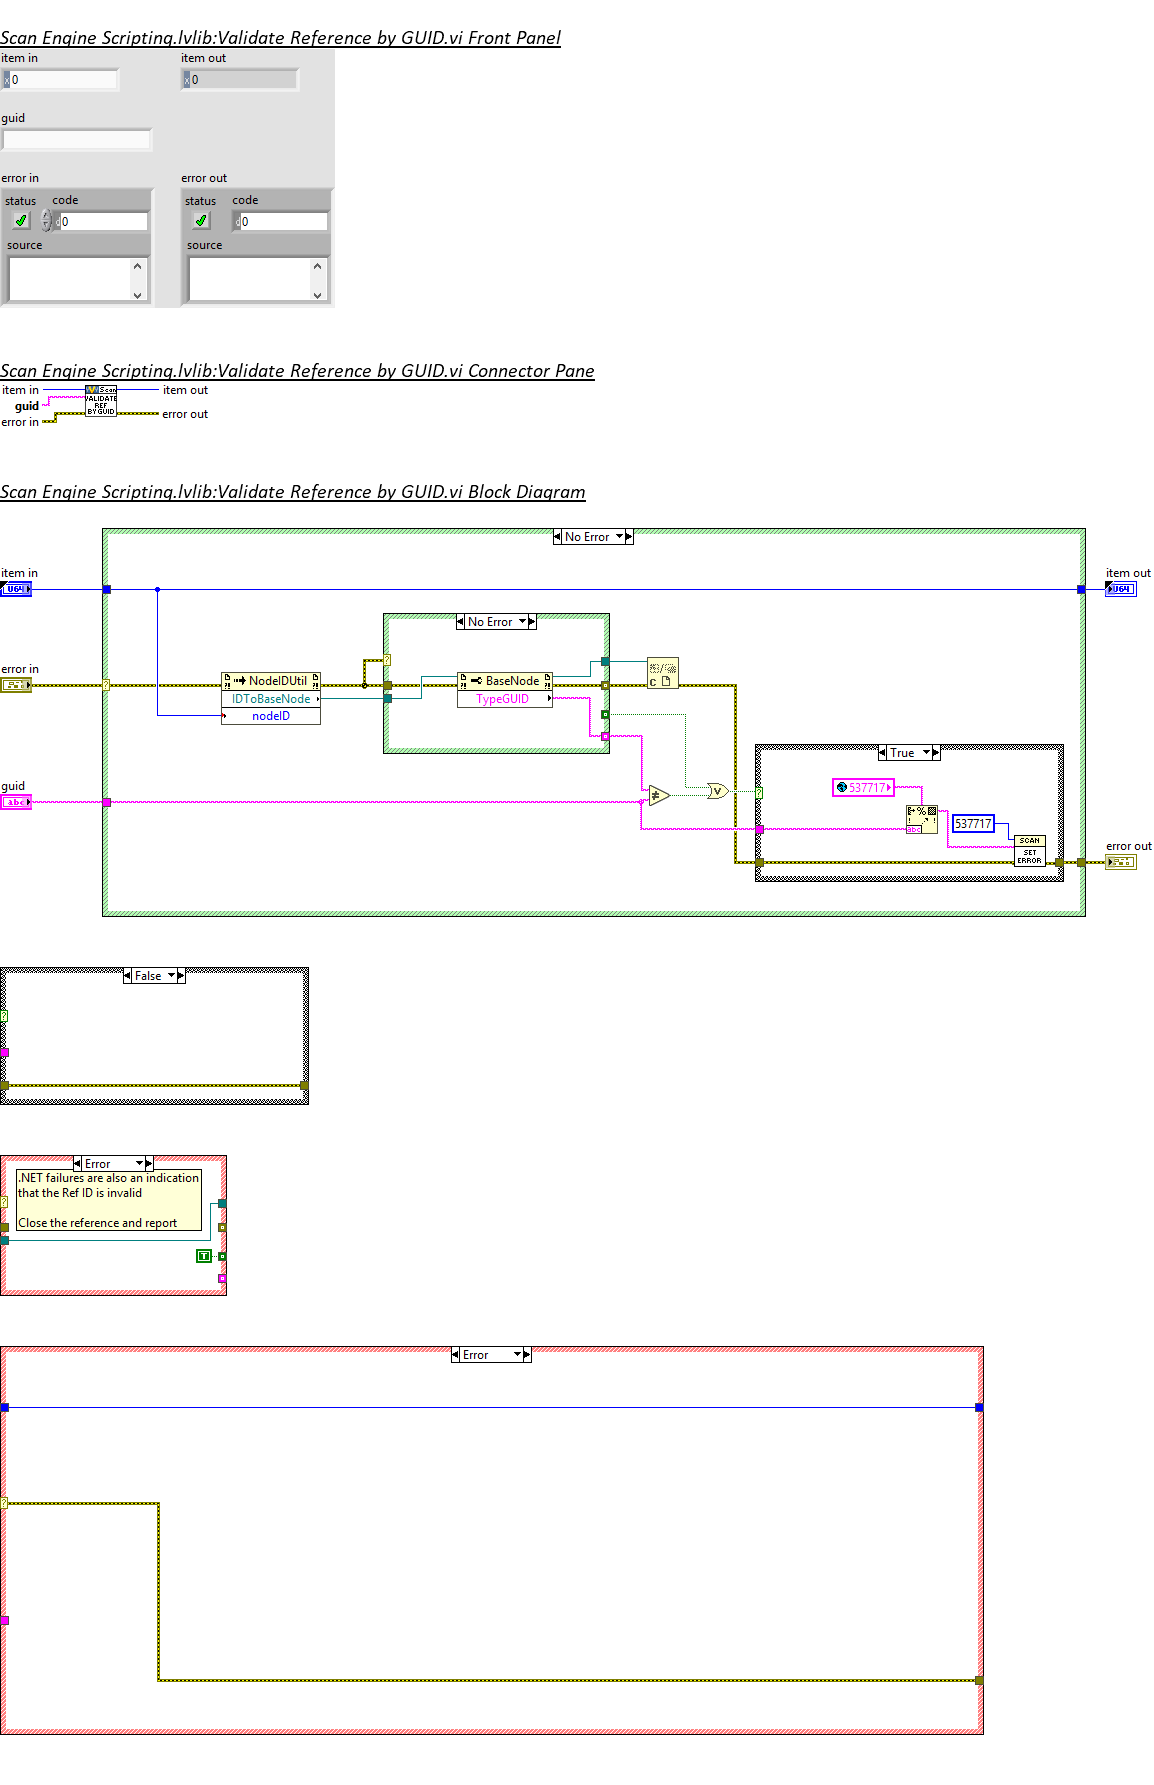 Scan Engine Scripting.lvlib:Validate Reference by GUID.vi Front Panel
item in
item out
x 0
x 0
guid
error in
error out
status
code
status
code
d 0
d 0
source
source
Scan Engine Scripting.lvlib:Validate Reference by GUID.vi Connector Pane
item in
Scan
item out
guid
VALIDATE
REF
BY GUID
error in
error out
Scan Engine Scripting.lvlib:Validate Reference by GUID.vi Block Diagram
No Error
item in
item out
U64
U64
No Error
error in
NodeIDUtil
BaseNode
IDToBaseNode
TypeGUID
nodeID
C
guid
abc
True
537717
%
abc
537717
SCAN
SET
ERROR
error out
False
Error
.NET failures are also an indication
that the Ref ID is invalid
Close the reference and report
T
Error